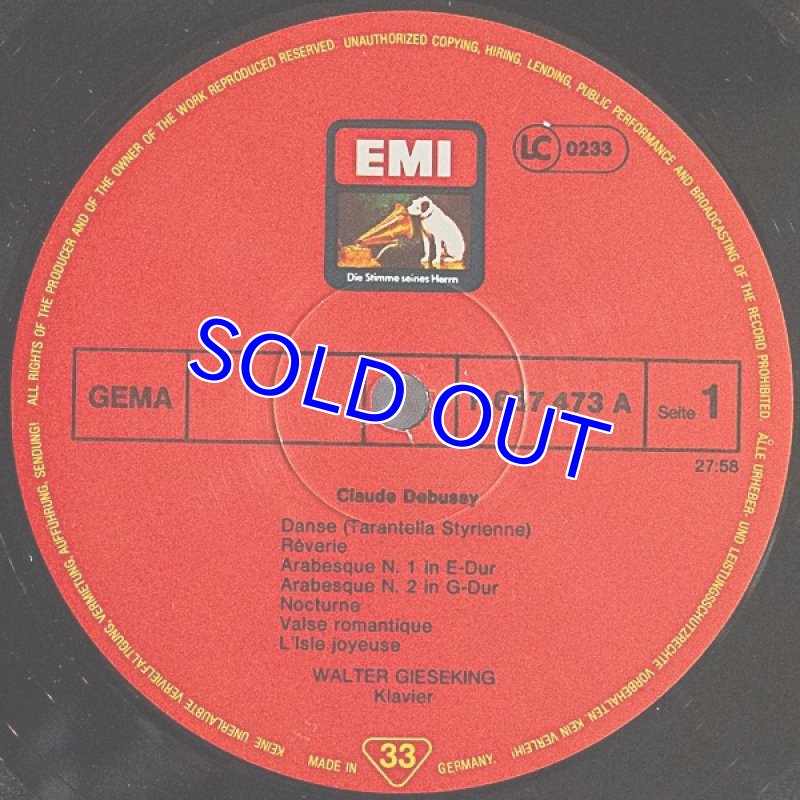 ALL RIGHTS OF THE PRODUCER AND OF THE OWNER OF THE WORK REPRODUCED RESERVED. UNAUTHORIZED COPYING, HIRING, LENDING, PUBLIC PERFORMANCE AND BROADCASTING OF THE RECORD PROHIBITED.
ALLE URHEBER- UND LEISTUNGSSCHUTZRECHTE VORBEHALTEN. KEIN VERLEIH!
KEINE UNERLAUBTE VERVIELFÄLTIGUNG, VERMIETUNG, AUFFÜHRUNG, SENDUNG!
EMI
LC 0233
Die Stimme seines Herrn
SOLD OUT
GEMA
473 A
Seite 1
27:58
Claude Debussy
Danse (Tarantella Styrienne)
Rêverie
Arabesque N. 1 in E-Dur
Arabesque N. 2 in G-Dur
Nocturne
Valse romantique
L'Isle joyeuse
WALTER GIESEKING
Klavier
MADE IN 33 GERMANY.